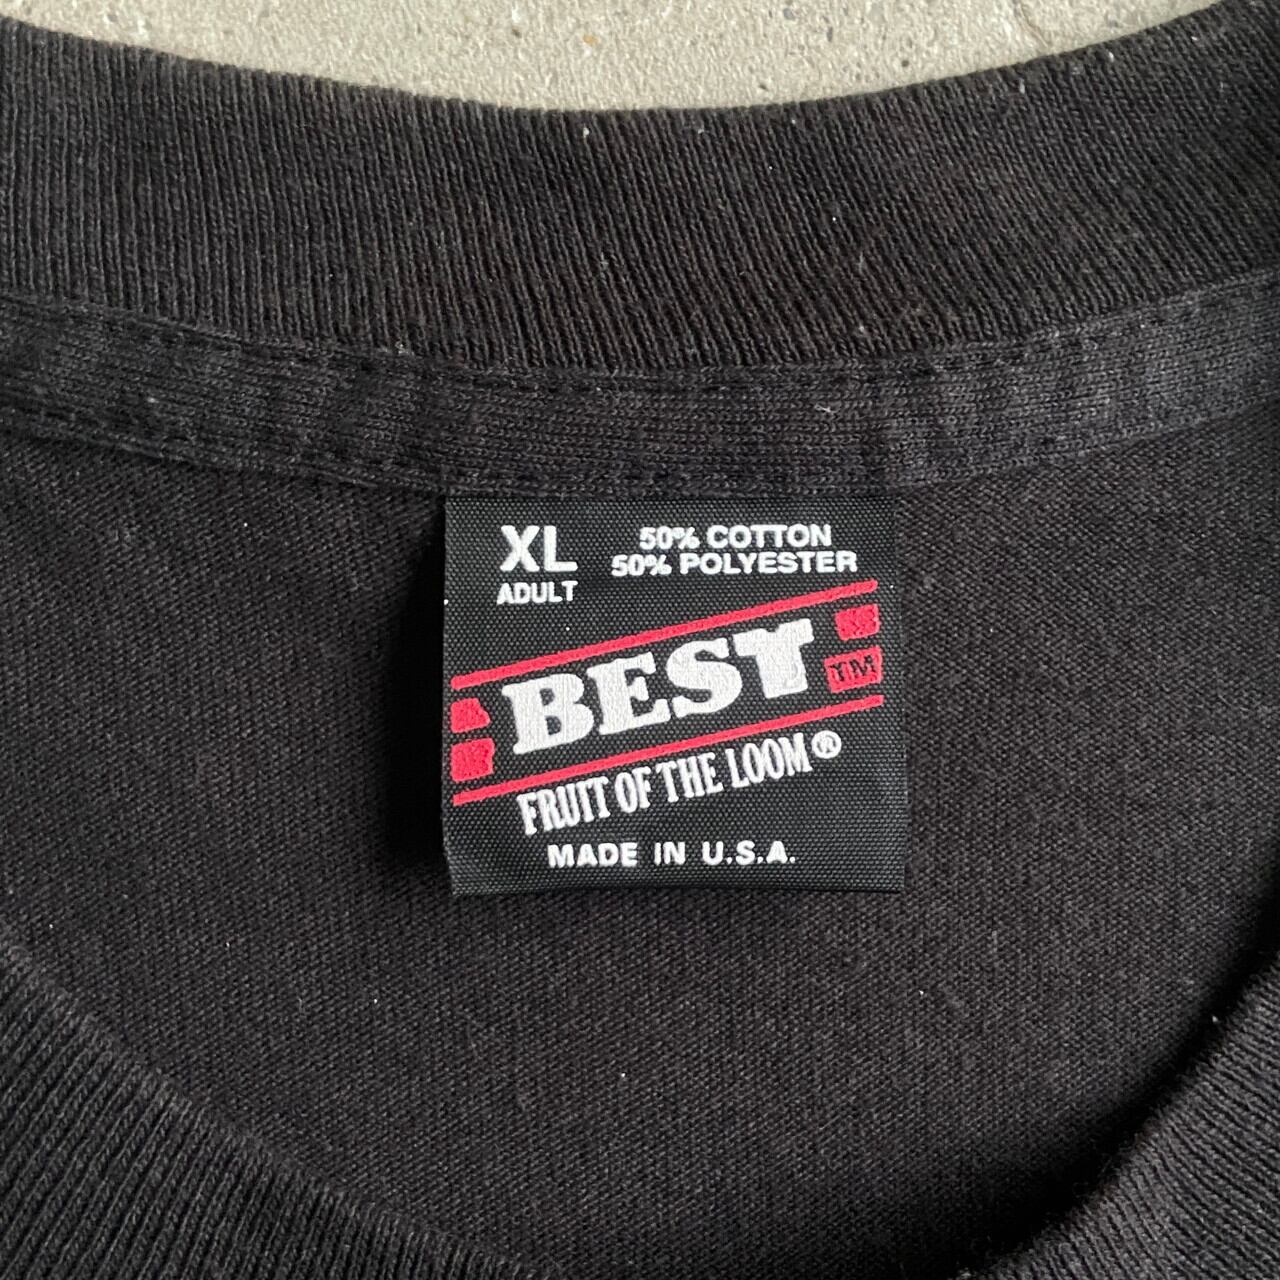 XL
ADULT
50% COTTON
50% POLYESTER
BEST
TM
FRUIT OF THE LOOM®
MADE IN U.S.A.